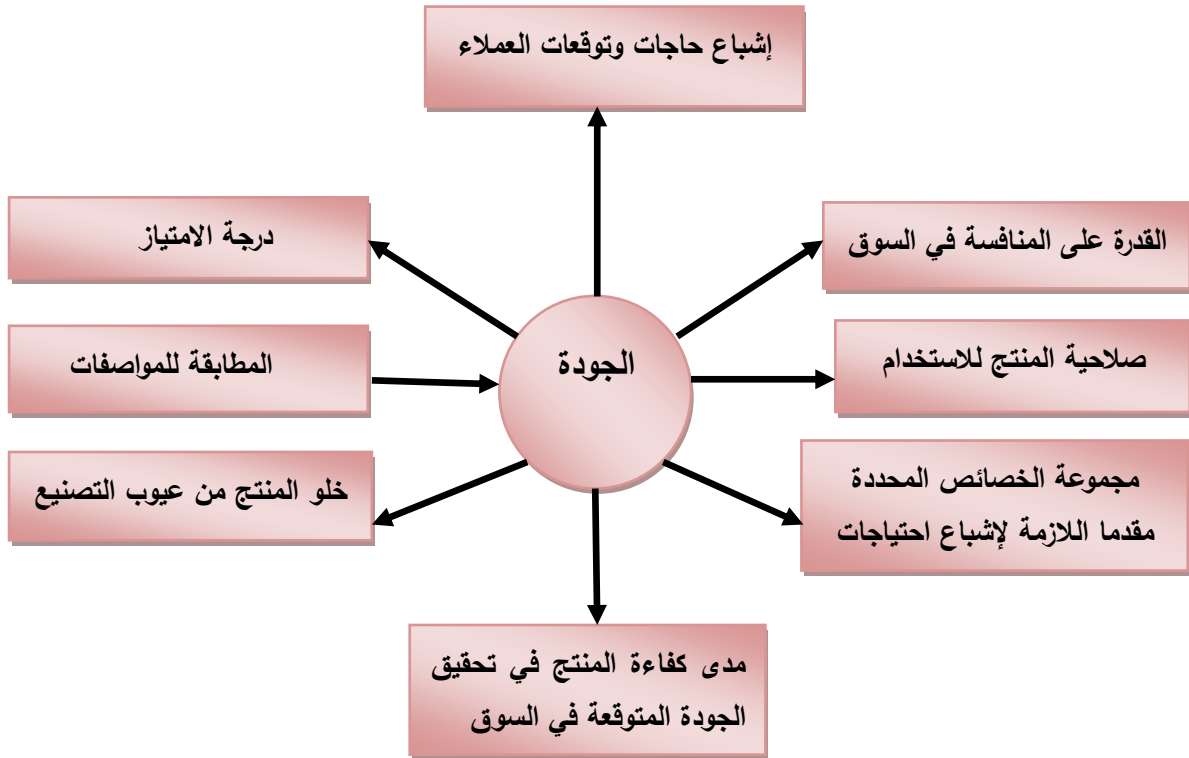 إشباع حاجات وتوقعات العملاء
القدرة على المنافسة في السوق
درجة الامتياز
الجودة
صلاحية المنتج للاستخدام
المطابقة للمواصفات
مجموعة الخصائص المحددة
مقدما اللازمة لإشباع احتياجات
خلو المنتج من عيوب التصنيع
مدى كفاءة المنتج في تحقيق
الجودة المتوقعة في السوق